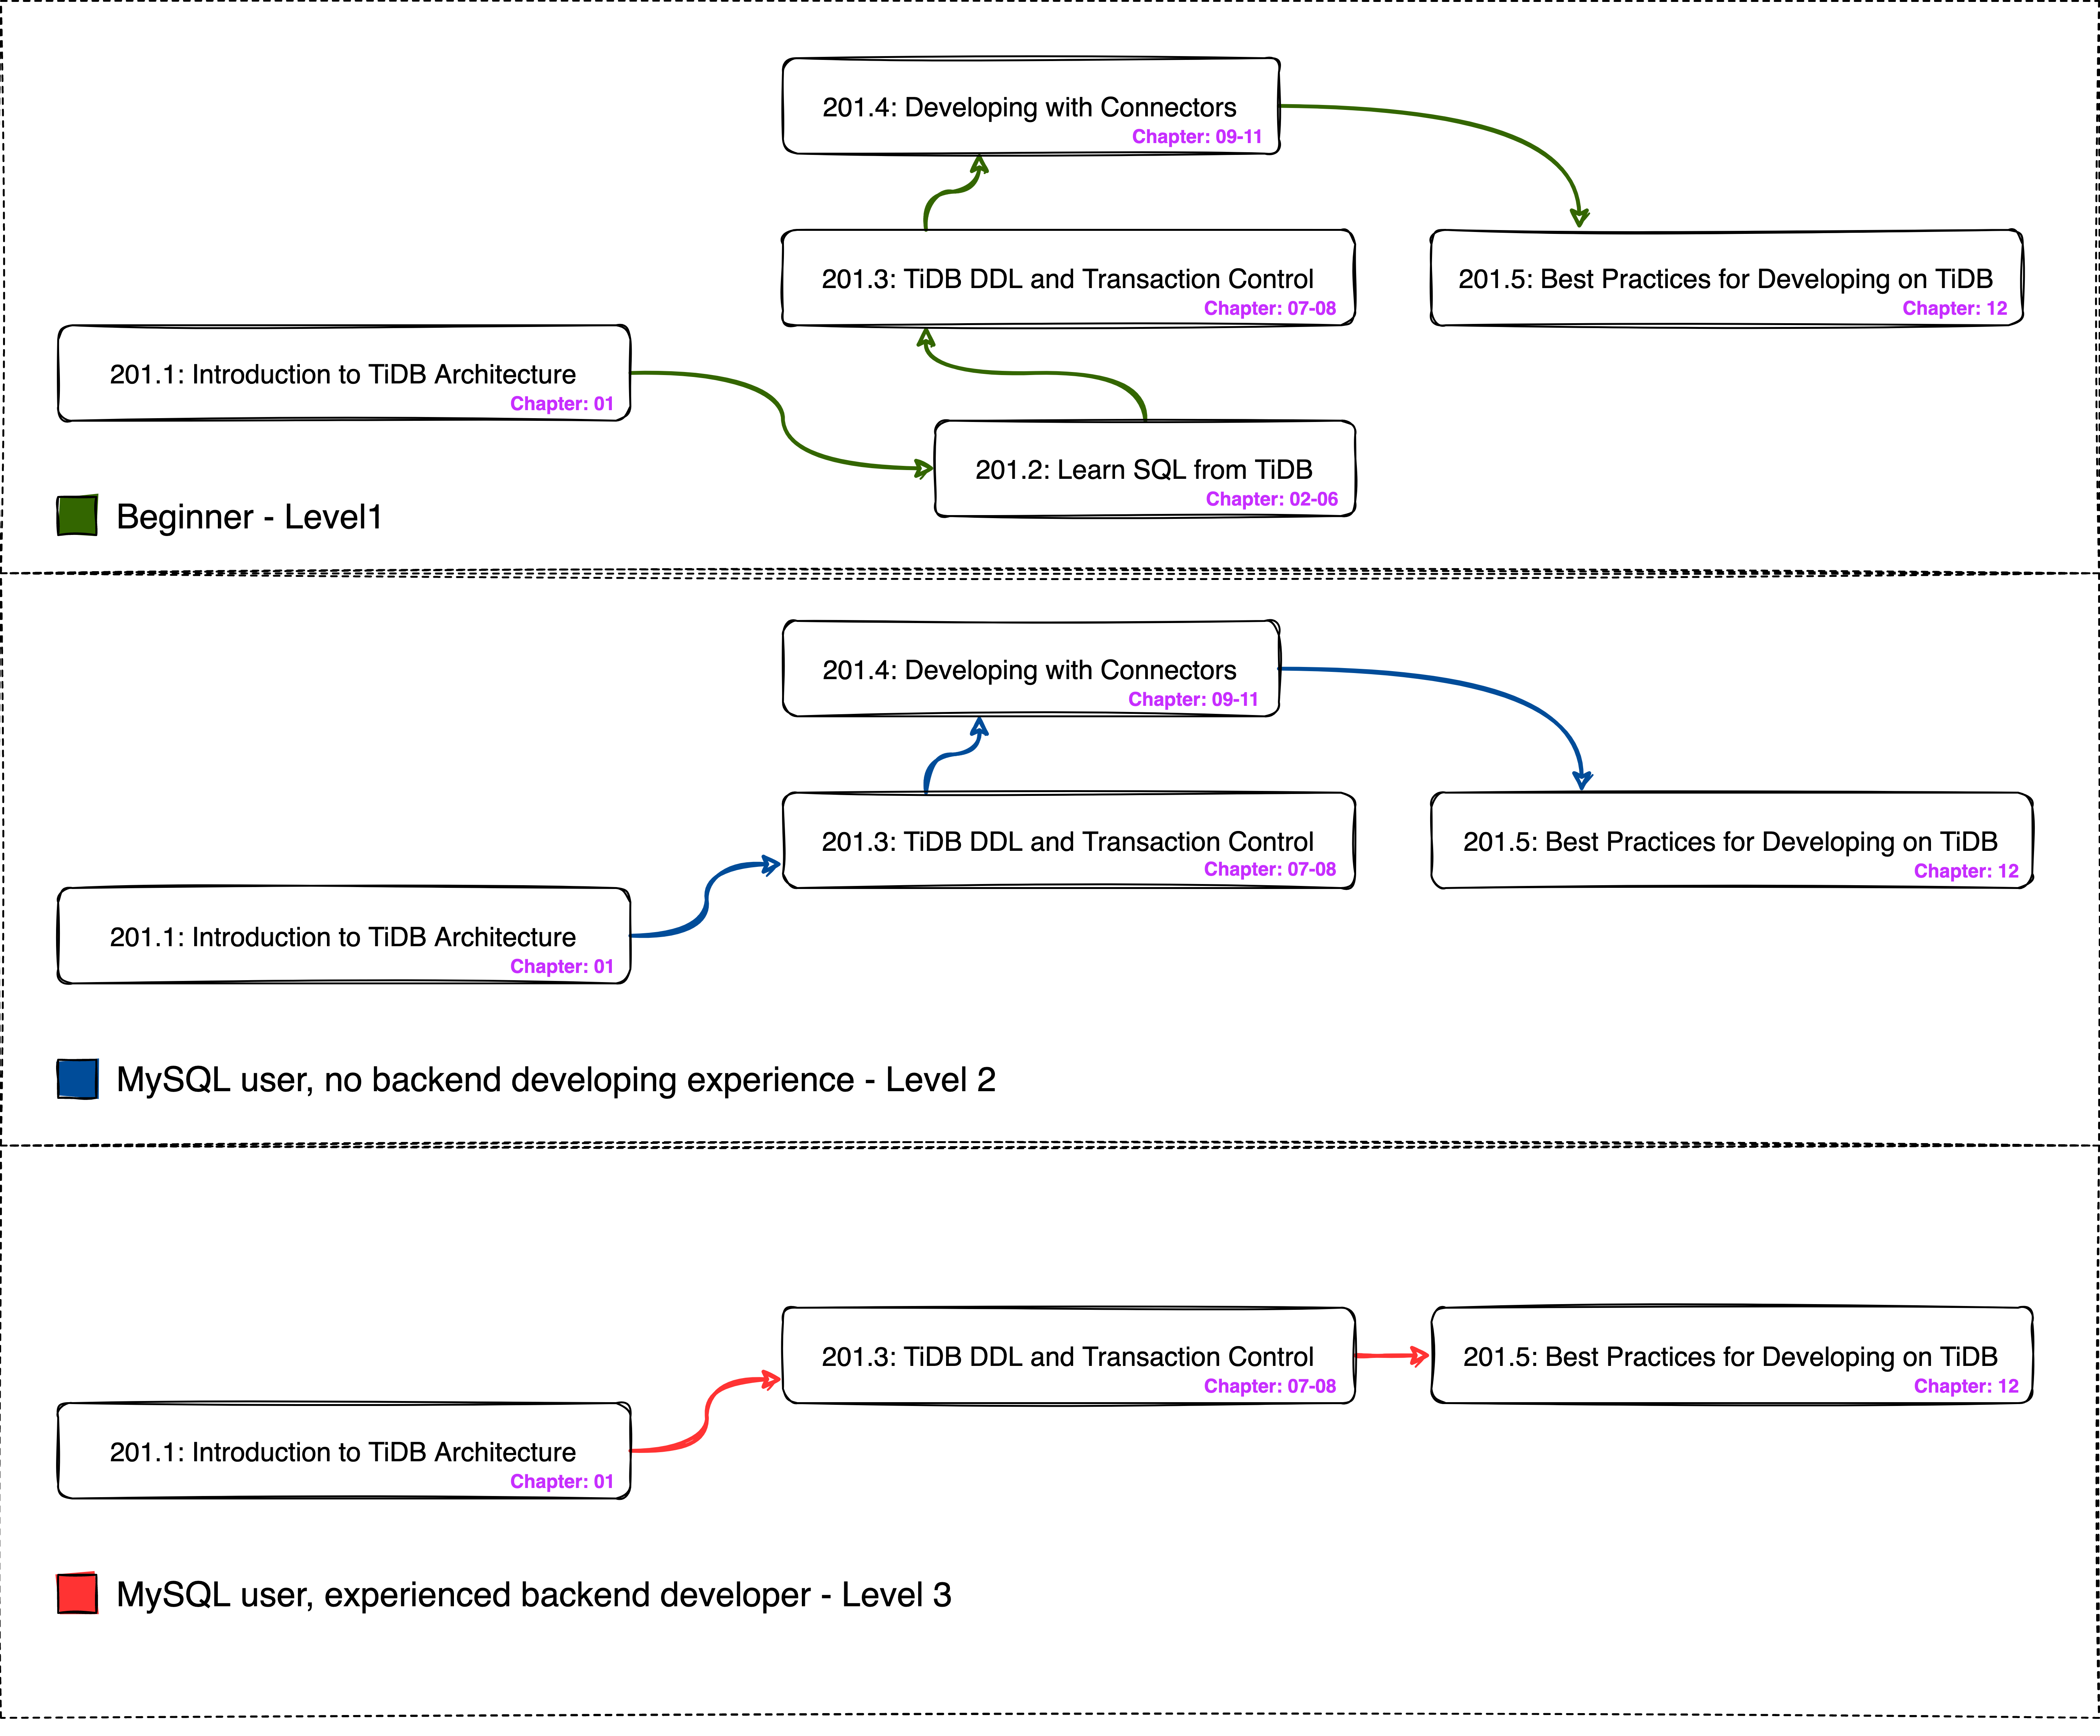 201.4: Developing with Connectors
Chapter: 09-11
201.3: TiDB DDL and Transaction Control
Chapter: 07-08
201.5: Best Practices for Developing on TiDB
Chapter: 12
201.1: Introduction to TiDB Architecture
Chapter: 01
201.2: Learn SQL from TiDB
Chapter: 02-06
Beginner - Level1
201.4: Developing with Connectors
Chapter: 09-11
201.3: TiDB DDL and Transaction Control
Chapter: 07-08
201.5: Best Practices for Developing on TiDB
Chapter: 12
201.1: Introduction to TiDB Architecture
Chapter: 01
MySQL user, no backend developing experience - Level 2
201.3: TiDB DDL and Transaction Control
Chapter: 07-08
201.5: Best Practices for Developing on TiDB
Chapter: 12
201.1: Introduction to TiDB Architecture
Chapter: 01
MySQL user, experienced backend developer - Level 3